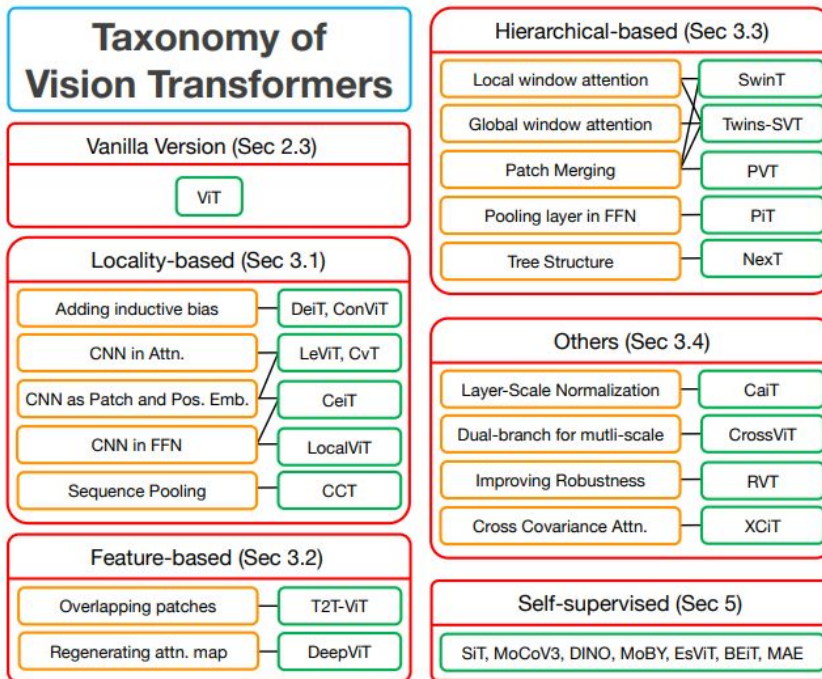 Taxonomy of
Vision Transformers
Vanilla Version (Sec 2.3)
ViT
Locality-based (Sec 3.1)
Adding inductive bias
DeiT, ConViT
CNN in Attn.
LeViT, CvT
CNN as Patch and Pos. Emb.
CeiT
CNN in FFN
LocalViT
Sequence Pooling
CCT
Feature-based (Sec 3.2)
Overlapping patches
T2T-ViT
Regenerating attn. map
DeepViT
Hierarchical-based (Sec 3.3)
Local window attention
SwinT
Global window attention
Twins-SVT
Patch Merging
PVT
Pooling layer in FFN
PiT
Tree Structure
NexT
Others (Sec 3.4)
Layer-Scale Normalization
CaiT
Dual-branch for mutli-scale
CrossViT
Improving Robustness
RVT
Cross Covariance Attn.
XCiT
Self-supervised (Sec 5)
SiT, MoCoV3, DINO, MoBY, EsViT, BEiT, MAE